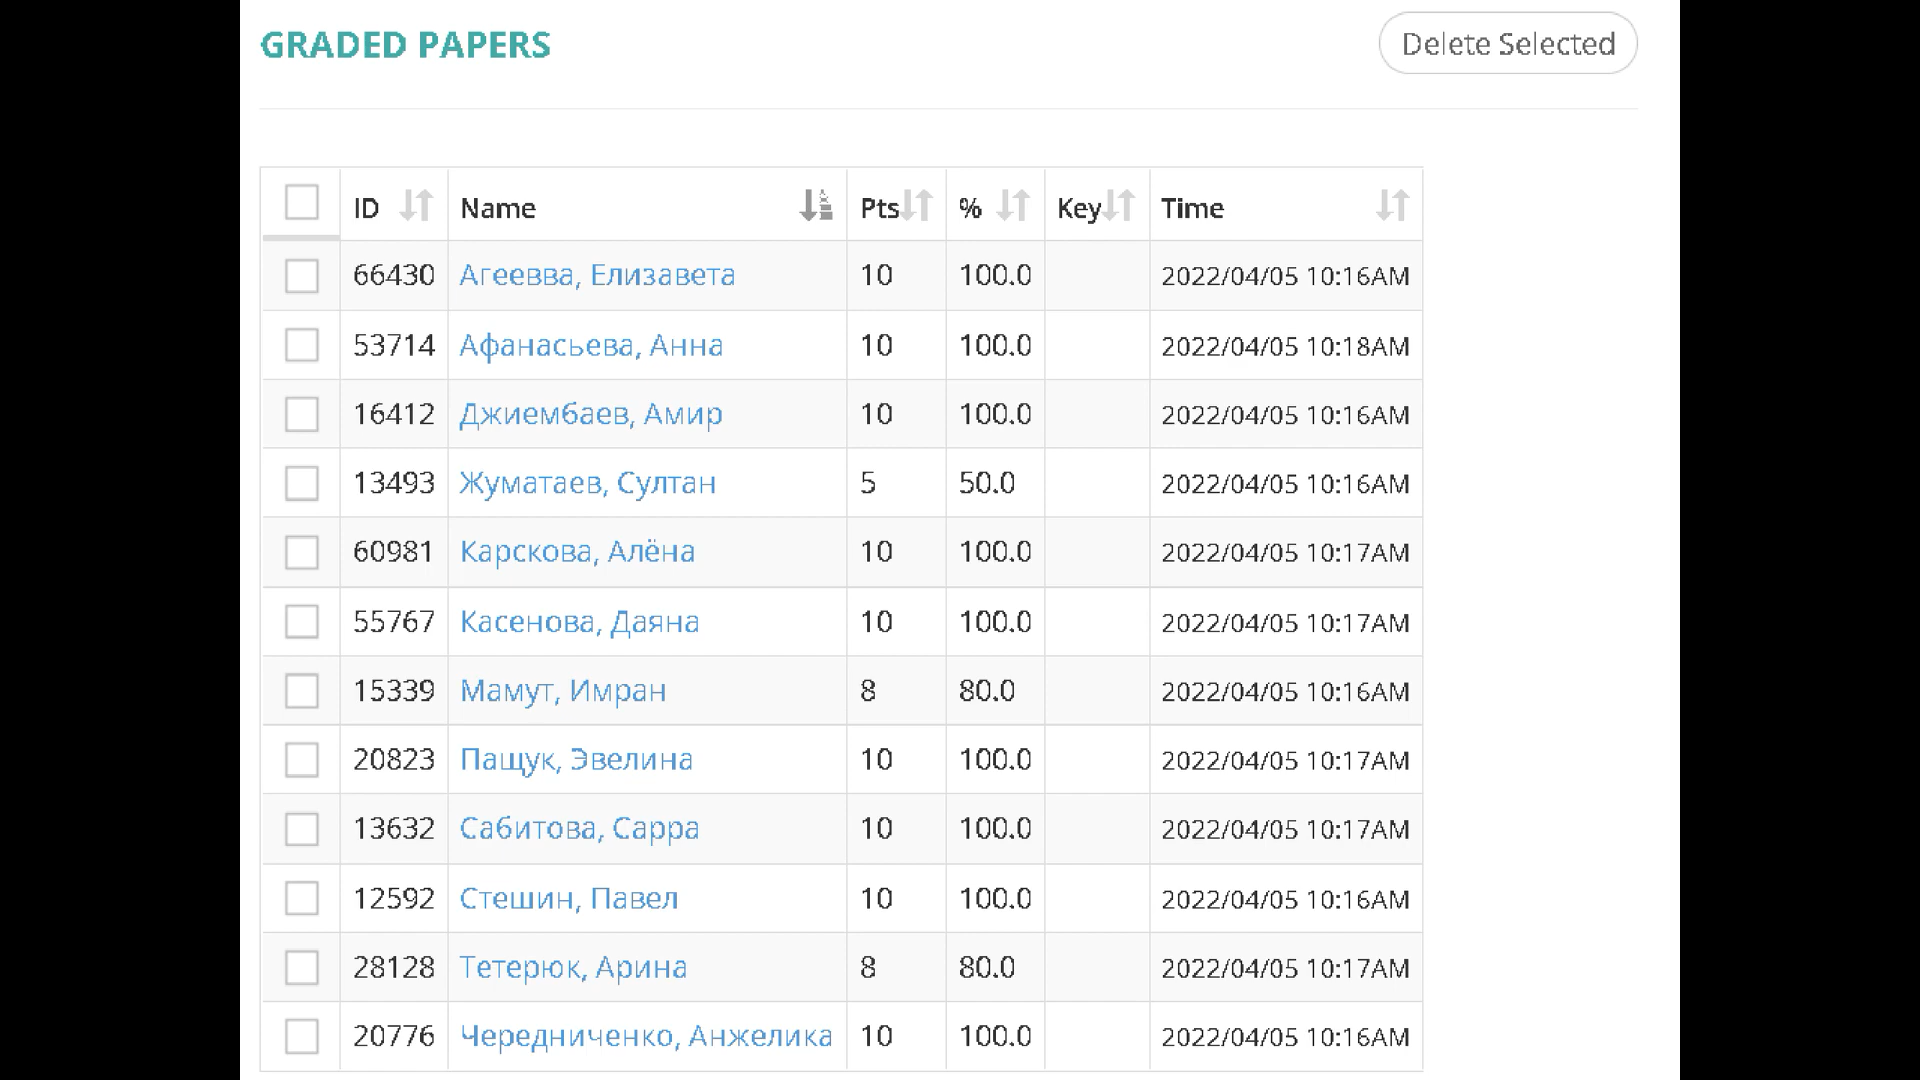 GRADED PAPERS
Delete Selected
ID Name Pts % Key Time
66430 Агеевва, Елизавета 10 100.0 2022/04/05 10:16AM
53714 Афанасьева, Анна 10 100.0 2022/04/05 10:18AM
16412 Джиембаев, Амир 10 100.0 2022/04/05 10:16AM
13493 Жуматаев, Султан 5 50.0 2022/04/05 10:16AM
60981 Карскова, Алёна 10 100.0 2022/04/05 10:17AM
55767 Касенова, Даяна 10 100.0 2022/04/05 10:17AM
15339 Мамут, Имран 8 80.0 2022/04/05 10:16AM
20823 Пащук, Эвелина 10 100.0 2022/04/05 10:17AM
13632 Сабитова, Сарра 10 100.0 2022/04/05 10:17AM
12592 Стешин, Павел 10 100.0 2022/04/05 10:16AM
28128 Тетерюк, Арина 8 80.0 2022/04/05 10:17AM
20776 Чередниченко, Анжелика 10 100.0 2022/04/05 10:16AM